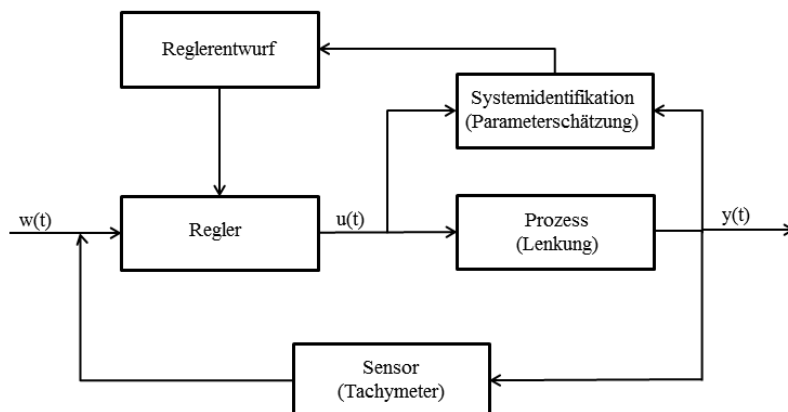 Reglerentwurf
Systemidentifikation
(Parameterschätzung)
w(t)
Regler
u(t)
Prozess
(Lenkung)
y(t)
Sensor
(Tachymeter)